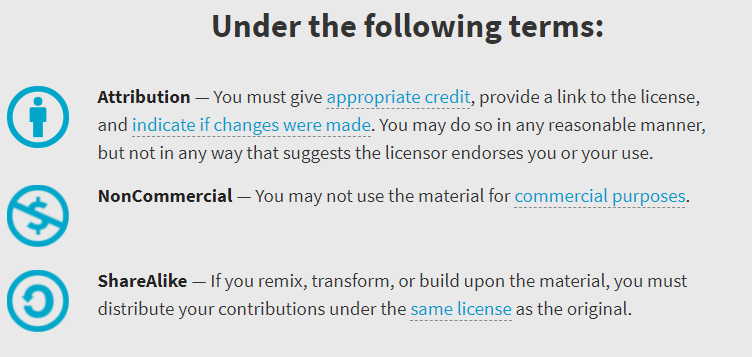 Under the following terms:
Attribution — You must give appropriate credit, provide a link to the license,
and indicate if changes were made. You may do so in any reasonable manner,
but not in any way that suggests the licensor endorses you or your use.
NonCommercial — You may not use the material for commercial purposes.
ShareAlike — If you remix, transform, or build upon the material, you must
distribute your contributions under the same license as the original.